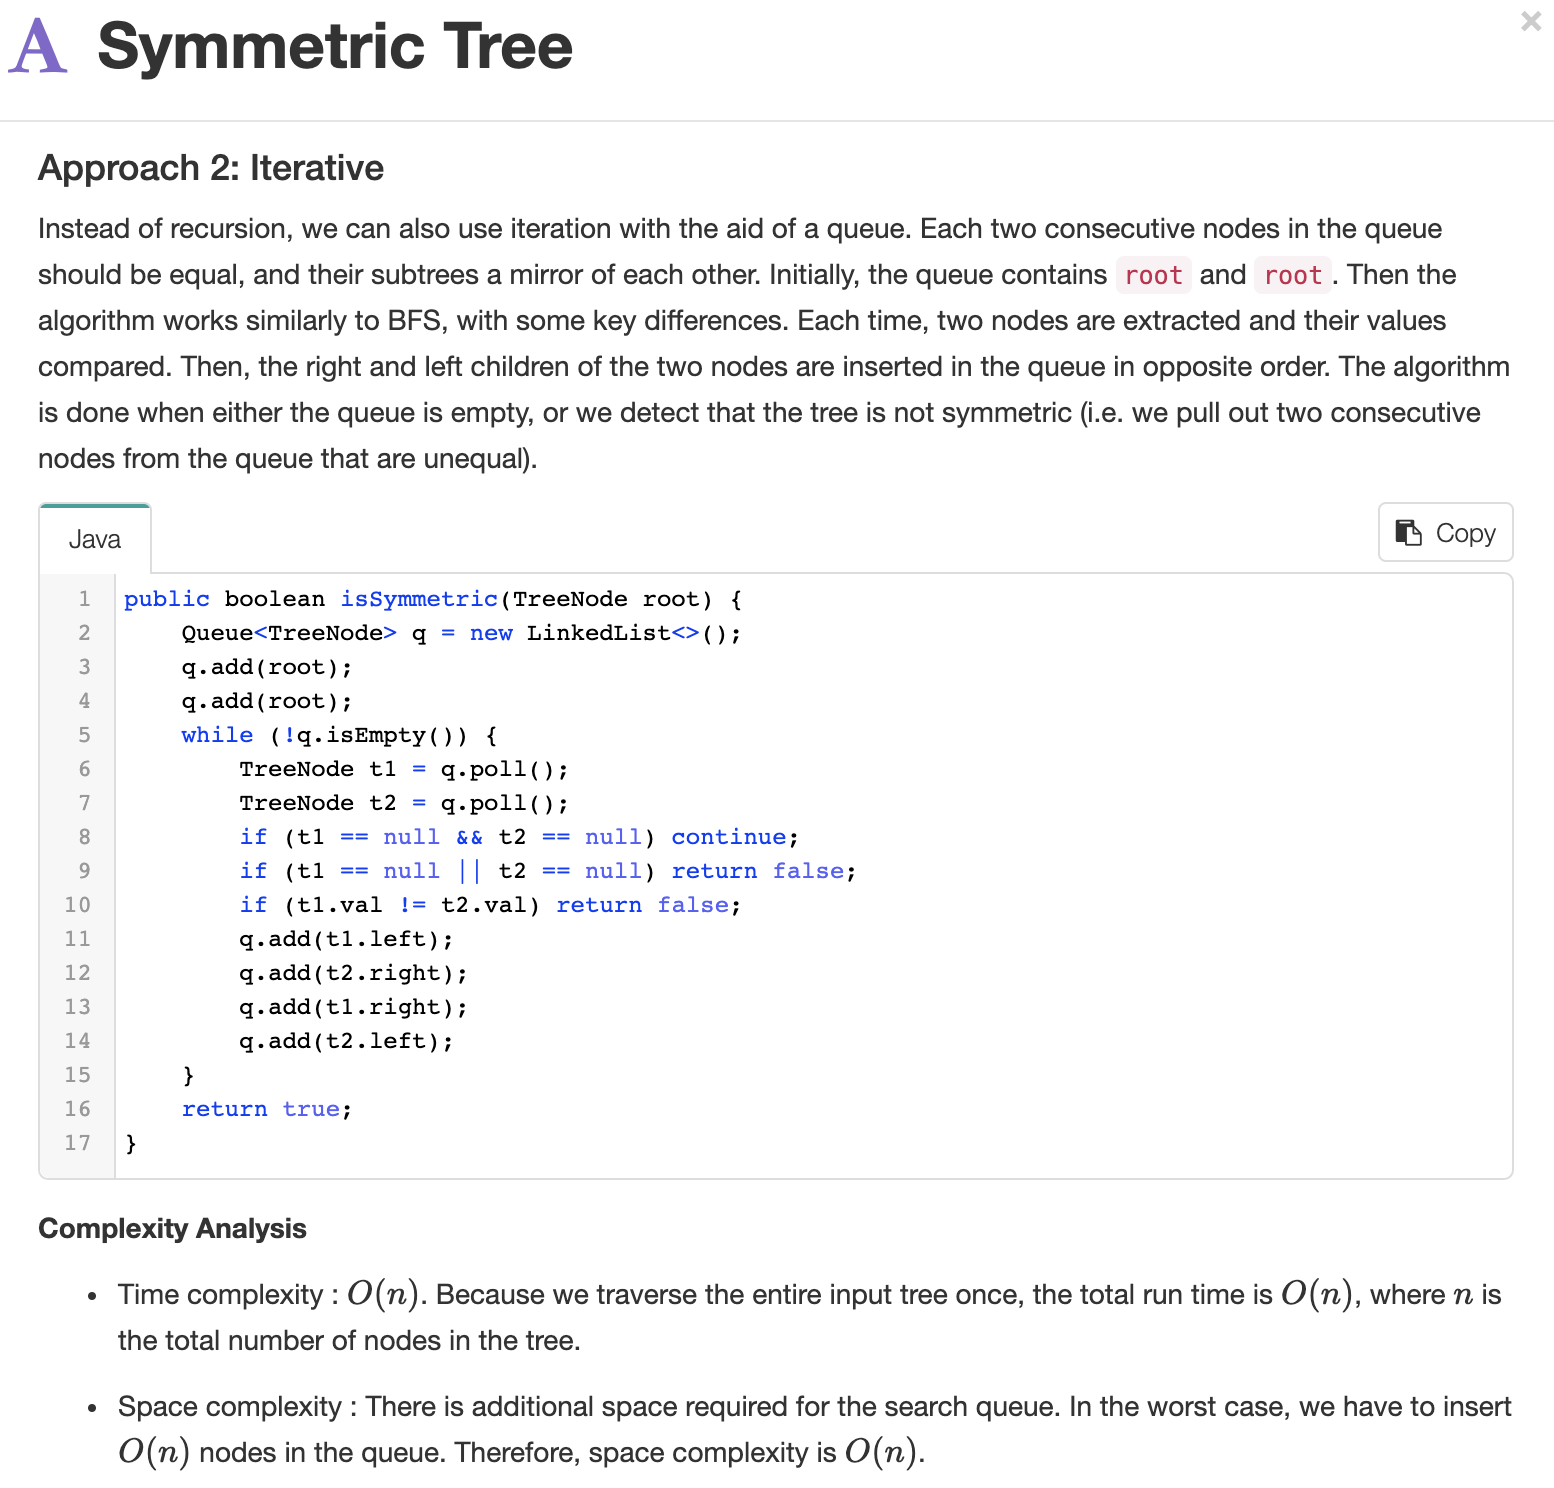 A Symmetric Tree
×
Approach 2: Iterative
Instead of recursion, we can also use iteration with the aid of a queue. Each two consecutive nodes in the queue
should be equal, and their subtrees a mirror of each other. Initially, the queue contains root and root. Then the
algorithm works similarly to BFS, with some key differences. Each time, two nodes are extracted and their values
compared. Then, the right and left children of the two nodes are inserted in the queue in opposite order. The algorithm
is done when either the queue is empty, or we detect that the tree is not symmetric (i.e. we pull out two consecutive
nodes from the queue that are unequal).
Java
Copy
1 public boolean isSymmetric(TreeNode root) {
2     Queue<TreeNode> q = new LinkedList<>();
3     q.add(root);
4     q.add(root);
5     while (!q.isEmpty()) {
6         TreeNode t1 = q.poll();
7         TreeNode t2 = q.poll();
8         if (t1 == null && t2 == null) continue;
9         if (t1 == null || t2 == null) return false;
10         if (t1.val != t2.val) return false;
11         q.add(t1.left);
12         q.add(t2.right);
13         q.add(t1.right);
14         q.add(t2.left);
15     }
16     return true;
17 }
Complexity Analysis
• Time complexity : O(n). Because we traverse the entire input tree once, the total run time is O(n), where n is
the total number of nodes in the tree.
• Space complexity : There is additional space required for the search queue. In the worst case, we have to insert
O(n) nodes in the queue. Therefore, space complexity is O(n).